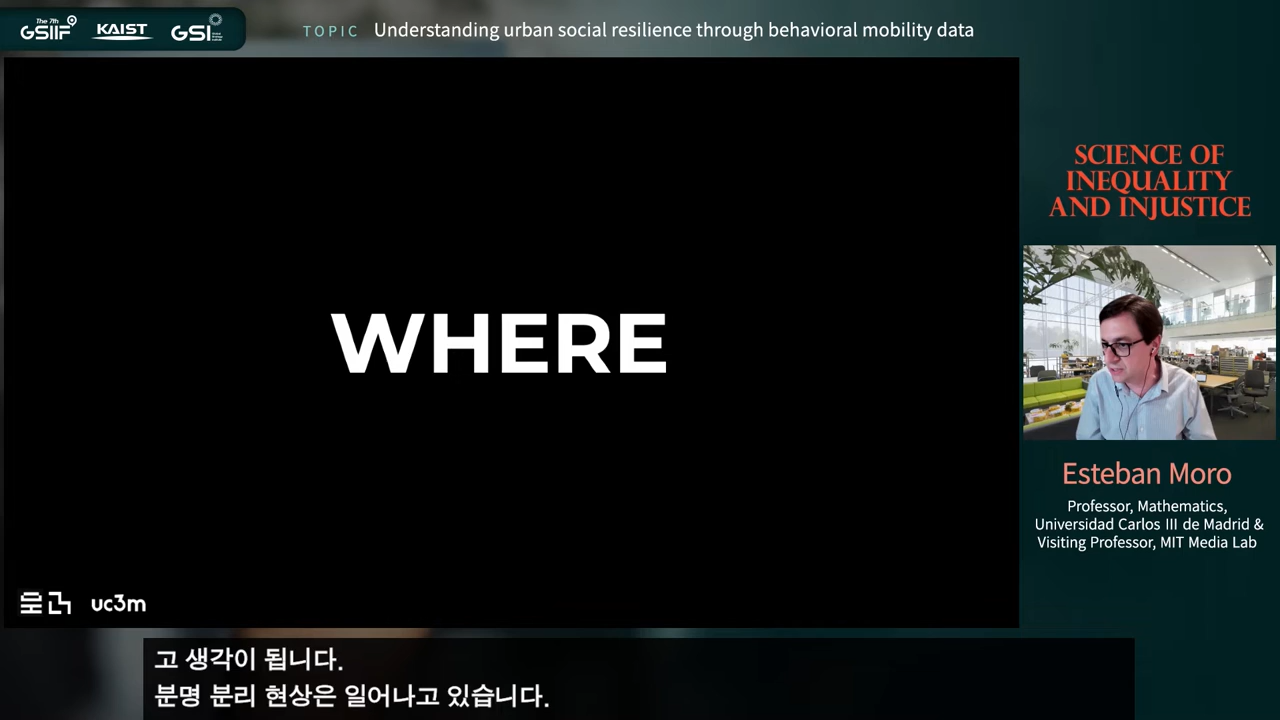 The 7th
GSIIF
KAIST
GSI
TOPIC Understanding urban social resilience through behavioral mobility data
SCIENCE OF
INEQUALITY
AND INJUSTICE
WHERE
Esteban Moro
Professor, Mathematics,
Universidad Carlos III de Madrid &
Visiting Professor, MIT Media Lab
uc3m
고 생각이 됩니다.
분명 분리 현상은 일어나고 있습니다.